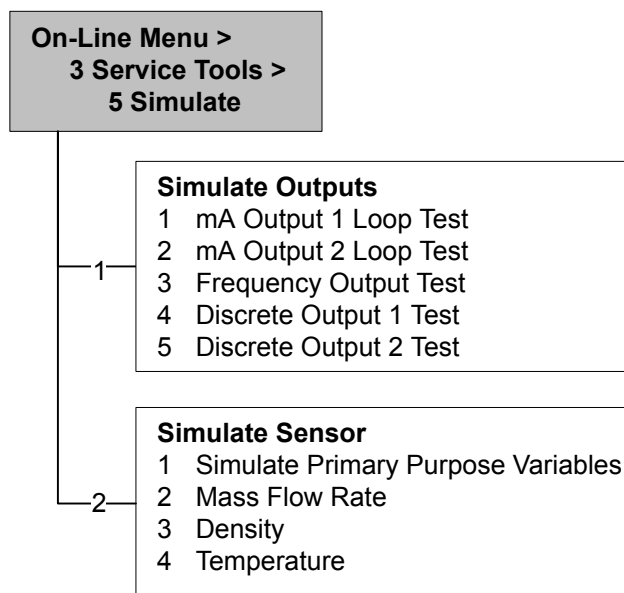 On-Line Menu >
3 Service Tools >
5 Simulate
1
Simulate Outputs
1 mA Output 1 Loop Test
2 mA Output 2 Loop Test
3 Frequency Output Test
4 Discrete Output 1 Test
5 Discrete Output 2 Test
2
Simulate Sensor
1 Simulate Primary Purpose Variables
2 Mass Flow Rate
3 Density
4 Temperature